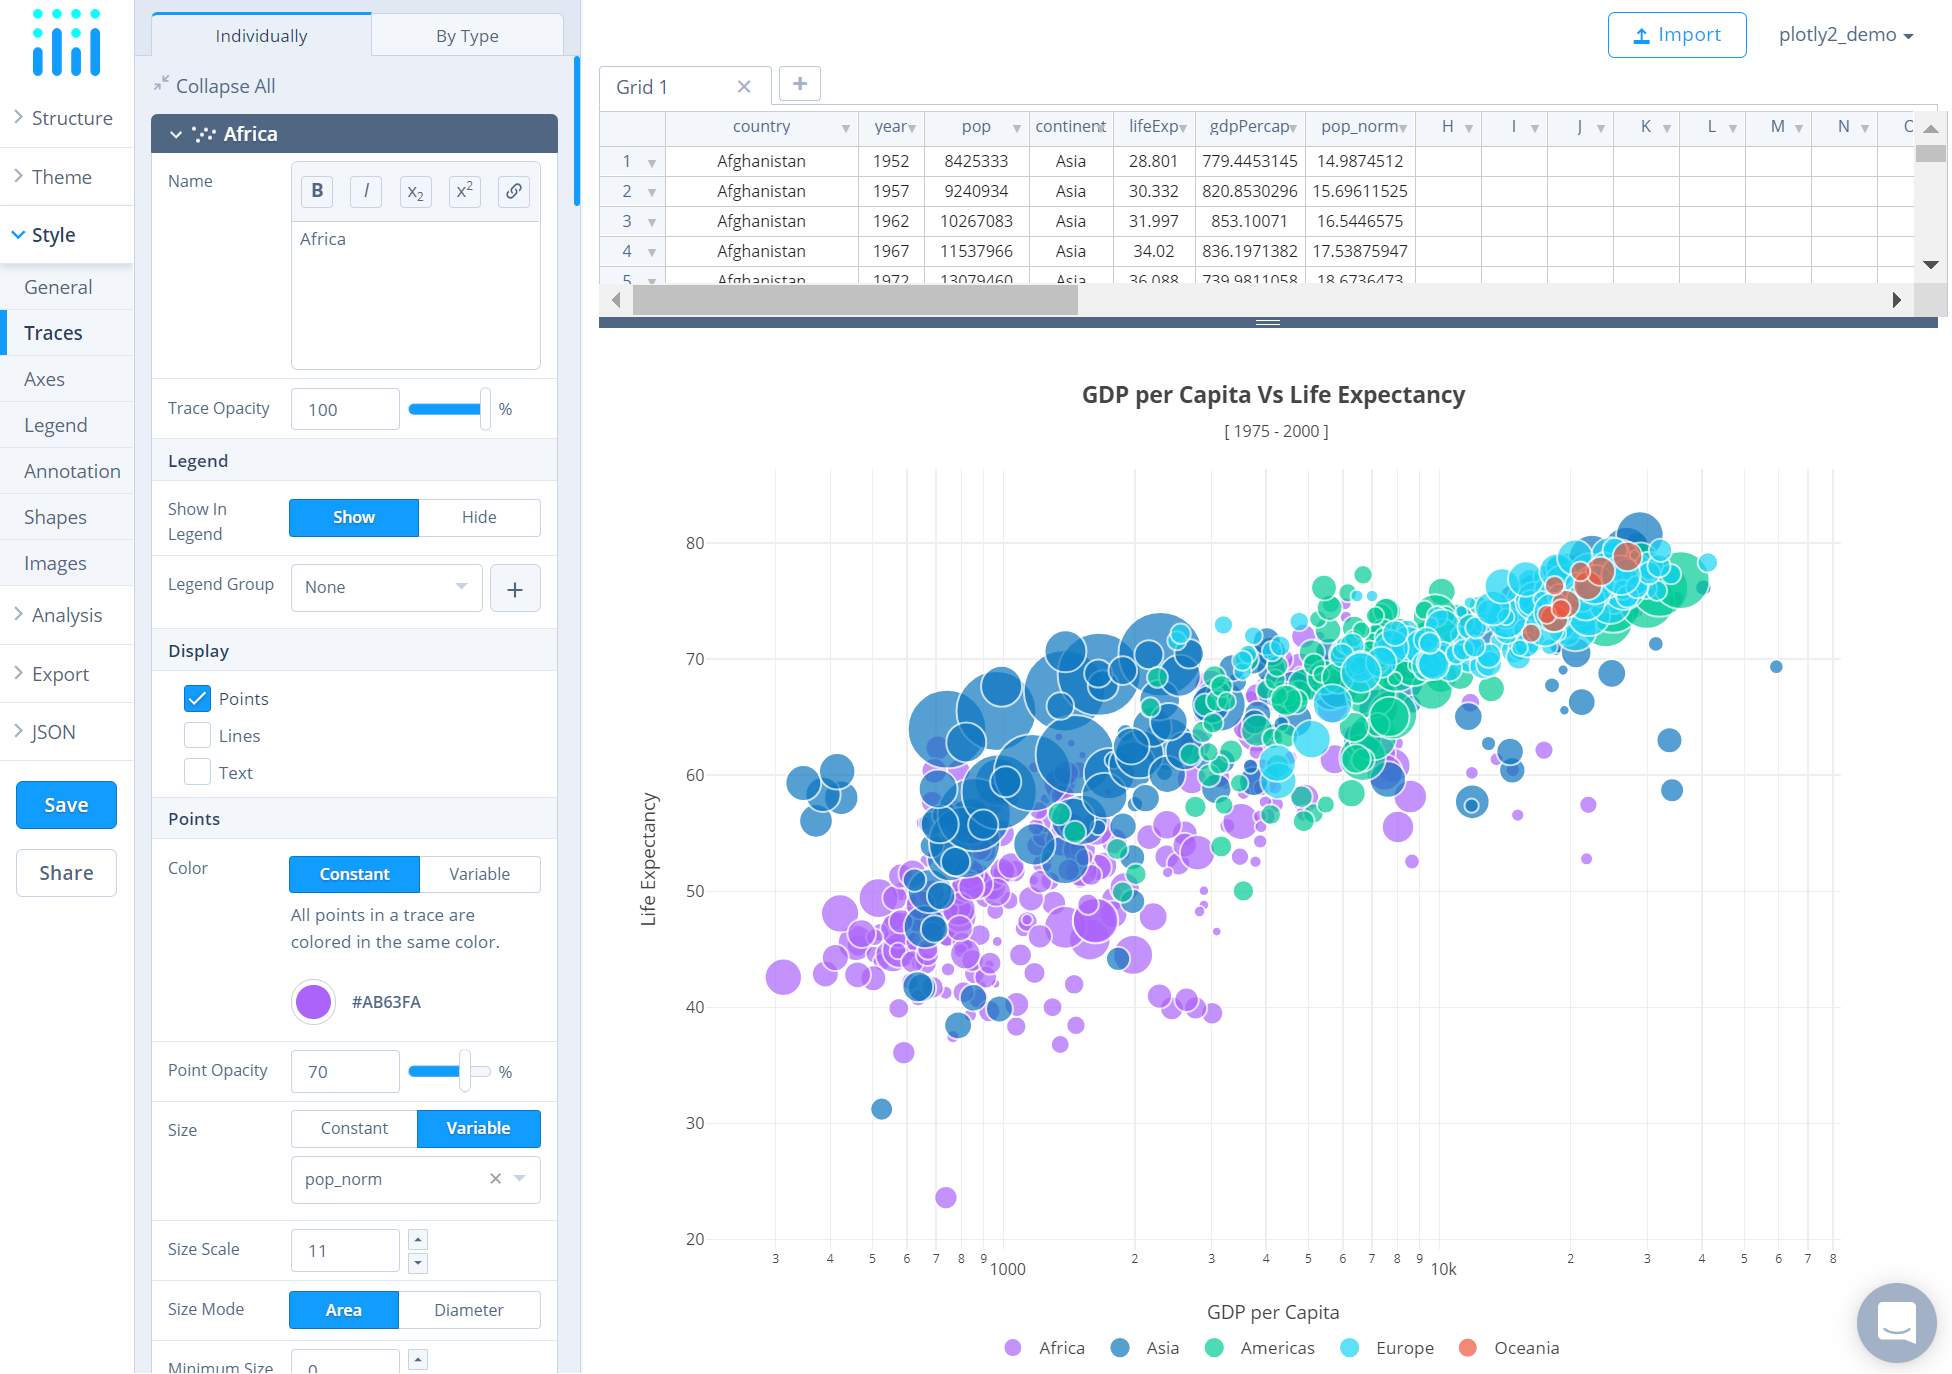 Individually
By Type
Import
plotly2_demo
Structure
Theme
Style
General
Traces
Axes
Legend
Annotation
Shapes
Images
Analysis
Export
JSON
Save
Share
Collapse All
Africa
Name
B I x2 x2
Africa
Trace Opacity 100 %
Legend
Show In
Legend
Show Hide
Legend Group None +
Display
Points
Lines
Text
Points
Color Constant Variable
All points in a trace are
colored in the same color.
#AB63FA
Point Opacity 70 %
Size Constant Variable
pop_norm
Size Scale 11
Size Mode Area Diameter
Minimum Size 0
Grid 1 +
country year pop continent lifeExp gdpPercap pop_norm H I J K L M N
1 Afghanistan 1952 8425333 Asia 28.801 779.4453145 14.9874512
2 Afghanistan 1957 9240934 Asia 30.332 820.8530296 15.69611525
3 Afghanistan 1962 10267083 Asia 31.997 853.10071 16.5446575
4 Afghanistan 1967 11537966 Asia 34.02 836.1971382 17.53875947
5 Afghanistan 1972 13079460 Asia 36.088 739.9811058 18.6736473
GDP per Capita Vs Life Expectancy
[ 1975 - 2000 ]
Life Expectancy
80
70
60
50
40
30
20
3 4 5 6 7 8 9 1000 2 3 4 5 6 7 8 9 10k 2 3 4 5 6 7 8
GDP per Capita
Africa Asia Americas Europe Oceania